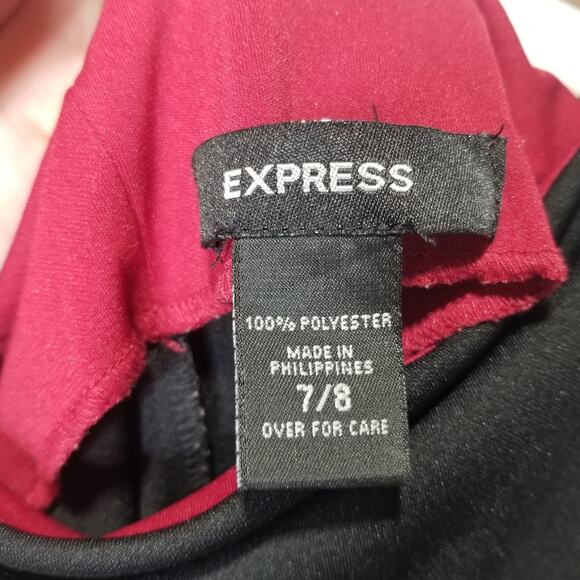 EXPRESS
100% POLYESTER
MADE IN
PHILIPPINES
7/8
OVER FOR CARE